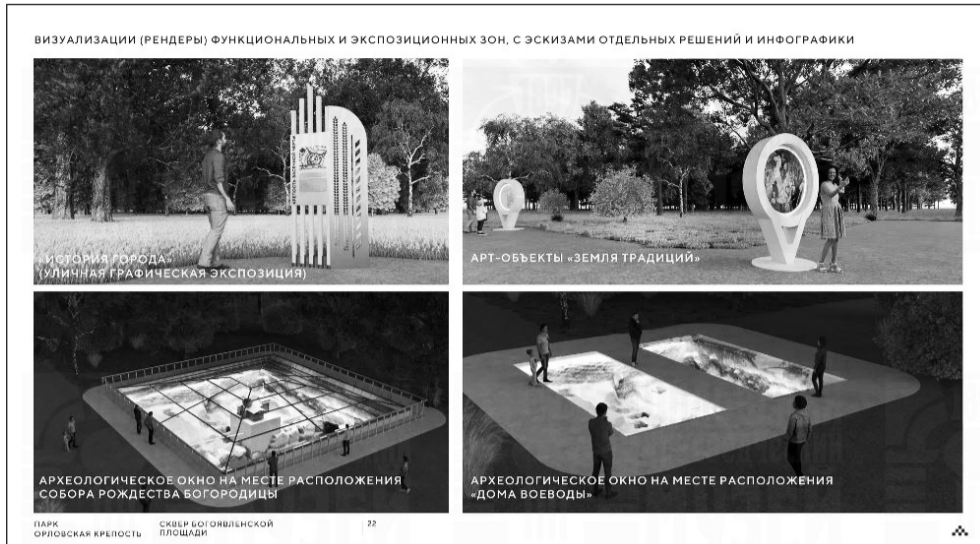 ВИЗУАЛИЗАЦИИ (РЕНДЕРЫ) ФУНКЦИОНАЛЬНЫХ И ЭКСПОЗИЦИОННЫХ ЗОН, С ЭСКИЗАМИ ОТДЕЛЬНЫХ РЕШЕНИЙ И ИНФОГРАФИКИ
«ИСТОРИЯ ГОРОДА»
(УЛИЧНАЯ ГРАФИЧЕСКАЯ ЭКСПОЗИЦИЯ)
АРТ-ОБЪЕКТЫ «ЗЕМЛЯ ТРАДИЦИЙ»
АРХЕОЛОГИЧЕСКОЕ ОКНО НА МЕСТЕ РАСПОЛОЖЕНИЯ
СОБОРА РОЖДЕСТВА БОГОРОДИЦЫ
АРХЕОЛОГИЧЕСКОЕ ОКНО НА МЕСТЕ РАСПОЛОЖЕНИЯ
«ДОМА ВОЕВОДЫ»
ПАРК
ОРЛОВСКАЯ КРЕПОСТЬ
СКВЕР БОГОЯВЛЕНСКОЙ
ПЛОЩАДИ
22